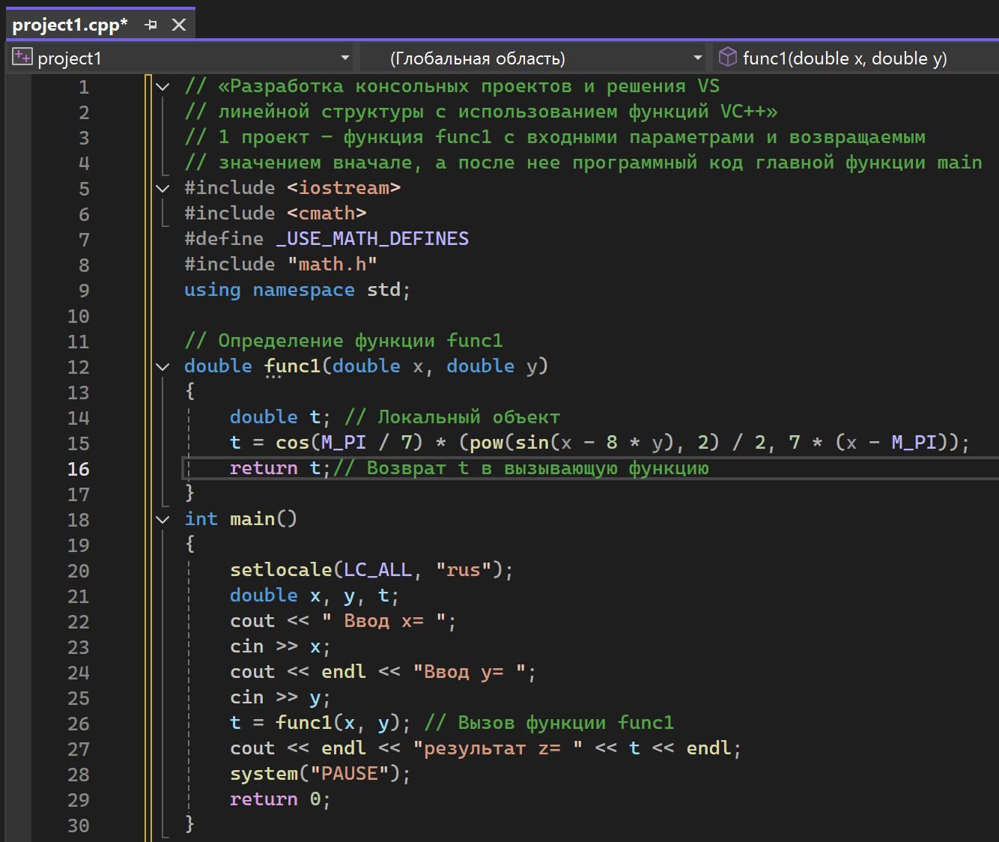 project1.cpp*
project1 (Глобальная область) func1(double x, double y)
1 // «Разработка консольных проектов и решения VS
2 // линейной структуры с использованием функций VC++»
3 // 1 проект – функция func1 с входными параметрами и возвращаемым
4 // значением вначале, а после нее программный код главной функции main
5 #include <iostream>
6 #include <cmath>
7 #define _USE_MATH_DEFINES
8 #include "math.h"
9 using namespace std;
10
11 // Определение функции func1
12 double func1(double x, double y)
13 {
14     double t; // Локальный объект
15     t = cos(M_PI / 7) * (pow(sin(x - 8 * y), 2) / 2, 7 * (x - M_PI));
16     return t;// Возврат t в вызывающую функцию
17 }
18 int main()
19 {
20     setlocale(LC_ALL, "rus");
21     double x, y, t;
22     cout << " Ввод x= ";
23     cin >> x;
24     cout << endl << "Ввод y= ";
25     cin >> y;
26     t = func1(x, y); // Вызов функции func1
27     cout << endl << "результат z= " << t << endl;
28     system("PAUSE");
29     return 0;
30 }